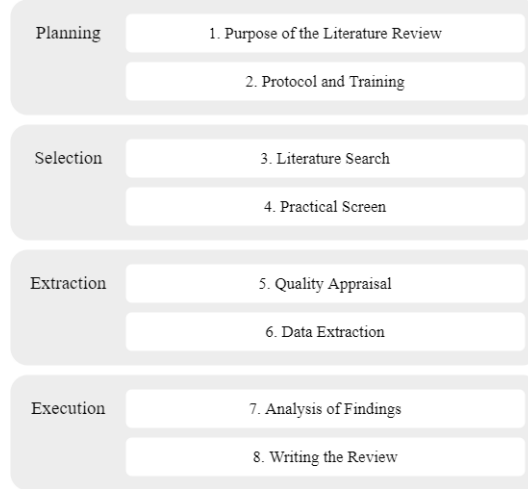 Planning
1. Purpose of the Literature Review
2. Protocol and Training
Selection
3. Literature Search
4. Practical Screen
Extraction
5. Quality Appraisal
6. Data Extraction
Execution
7. Analysis of Findings
8. Writing the Review